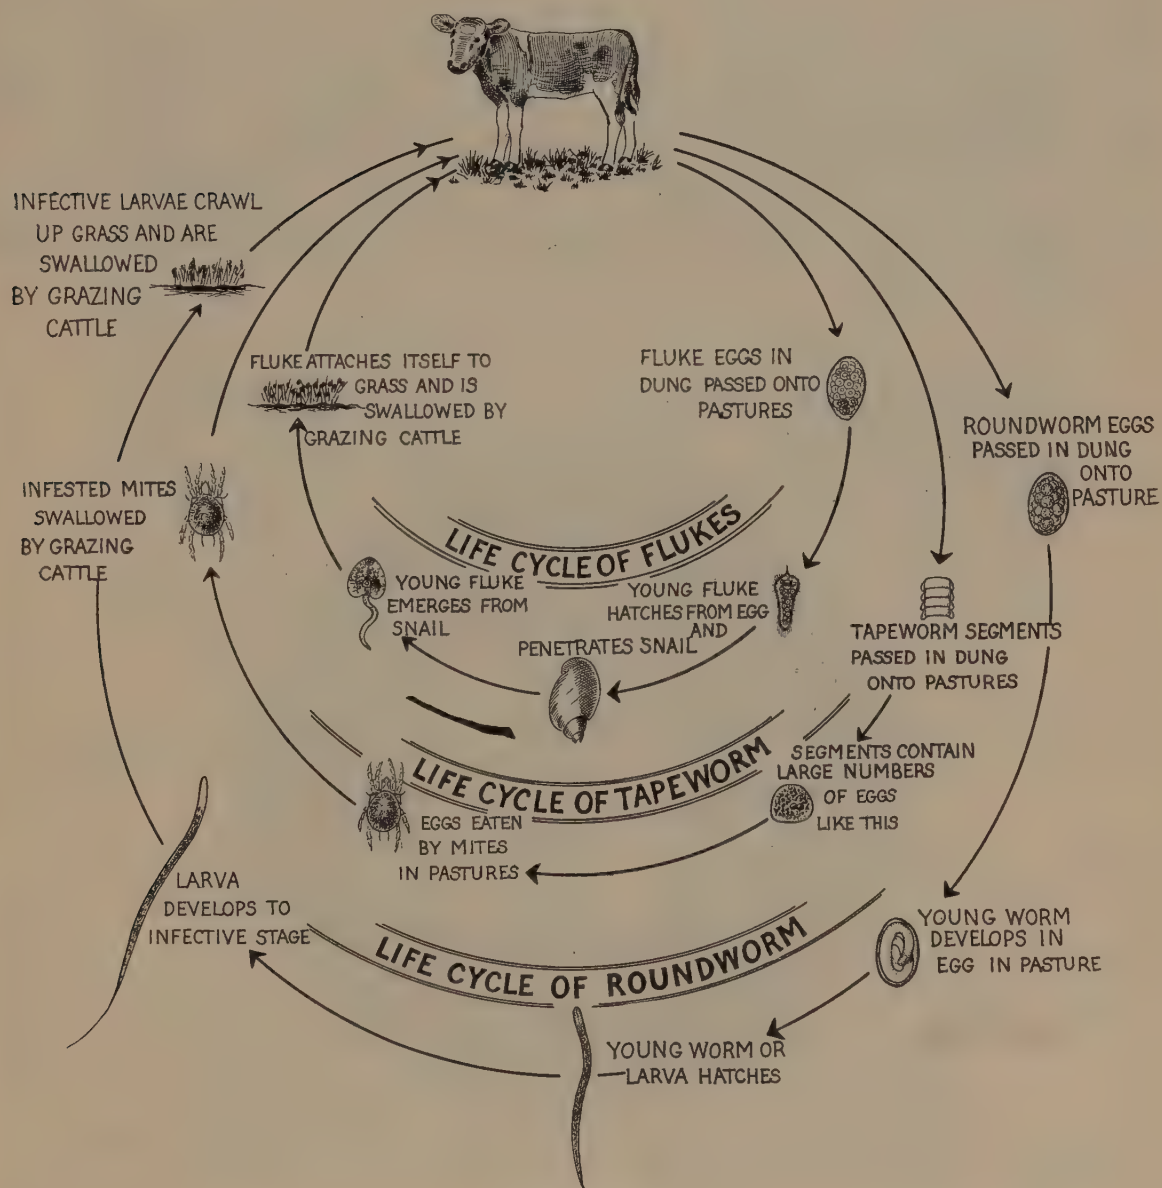 INFECTIVE LARVAE CRAWL
UP GRASS AND ARE
SWALLOWED
BY GRAZING
CATTLE
FLUKE ATTACHES ITSELF TO
GRASS AND IS
SWALLOWED BY
GRAZING CATTLE
FLUKE EGGS IN
DUNG PASSED ONTO
PASTURES
ROUNDWORM EGGS
PASSED IN DUNG
ONTO
PASTURE
INFESTED MITES
SWALLOWED
BY GRAZING
CATTLE
LIFE CYCLE OF FLUKES
YOUNG FLUKE
EMERGES FROM
SNAIL
YOUNG FLUKE
HATCHES FROM EGG
AND
PENETRATES SNAIL
TAPEWORM SEGMENTS
PASSED IN DUNG
ONTO PASTURES
LIFE CYCLE OF TAPEWORM
SEGMENTS CONTAIN
LARGE NUMBERS
OF EGGS
LIKE THIS
EGGS EATEN
BY MITES
IN PASTURES
LARVA
DEVELOPS TO
INFECTIVE STAGE
LIFE CYCLE OF ROUNDWORM
YOUNG WORM
DEVELOPS IN
EGG IN PASTURE
YOUNG WORM OR
LARVA HATCHES